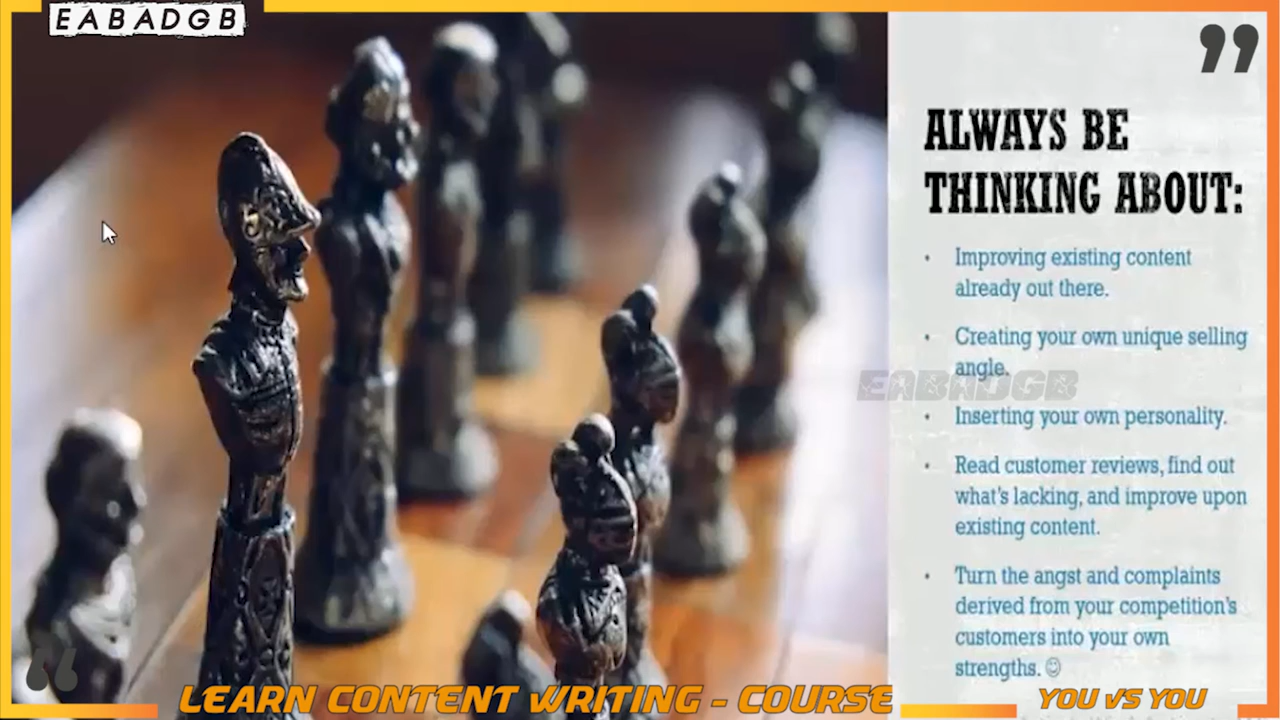 EABADGB
”
ALWAYS BE
THINKING ABOUT:
• Improving existing content
already out there.
• Creating your own unique selling
angle.
EABADGB
• Inserting your own personality.
• Read customer reviews, find out
what's lacking, and improve upon
existing content.
• Turn the angst and complaints
derived from your competition's
customers into your own
strengths. ☺
“
LEARN CONTENT WRITING - COURSE
YOU VS YOU